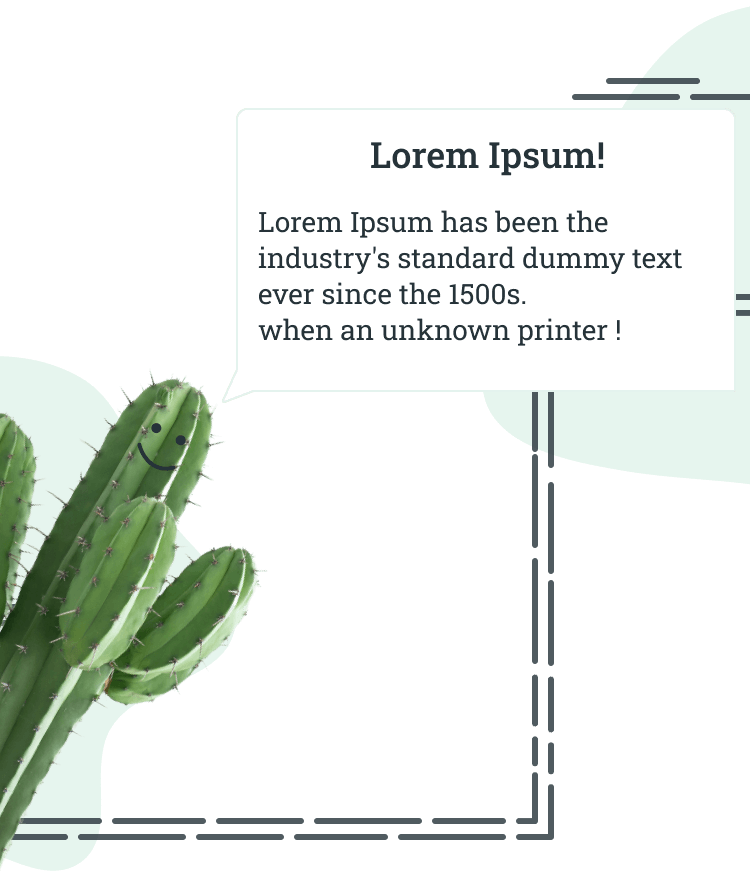 Lorem Ipsum!
Lorem Ipsum has been the
industry's standard dummy text
ever since the 1500s.
when an unknown printer !